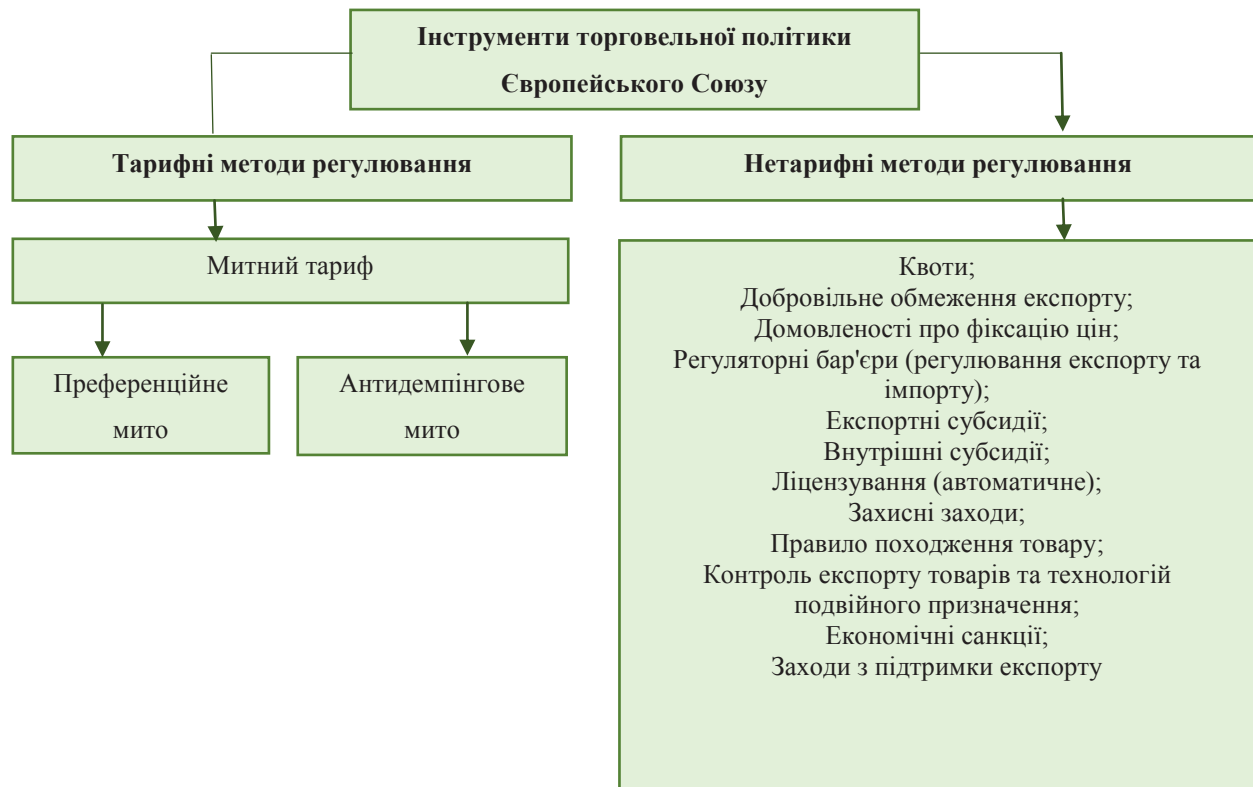 Інструменти торговельної політики
Європейського Союзу
Тарифні методи регулювання
Нетарифні методи регулювання
Митний тариф
Преференційне
мито
Антидемпінгове
мито
Квоти;
Добровільне обмеження експорту;
Домовленості про фіксацію цін;
Регуляторні бар'єри (регулювання експорту та
імпорту);
Експортні субсидії;
Внутрішні субсидії;
Ліцензування (автоматичне);
Захисні заходи;
Правило походження товару;
Контроль експорту товарів та технологій
подвійного призначення;
Економічні санкції;
Заходи з підтримки експорту